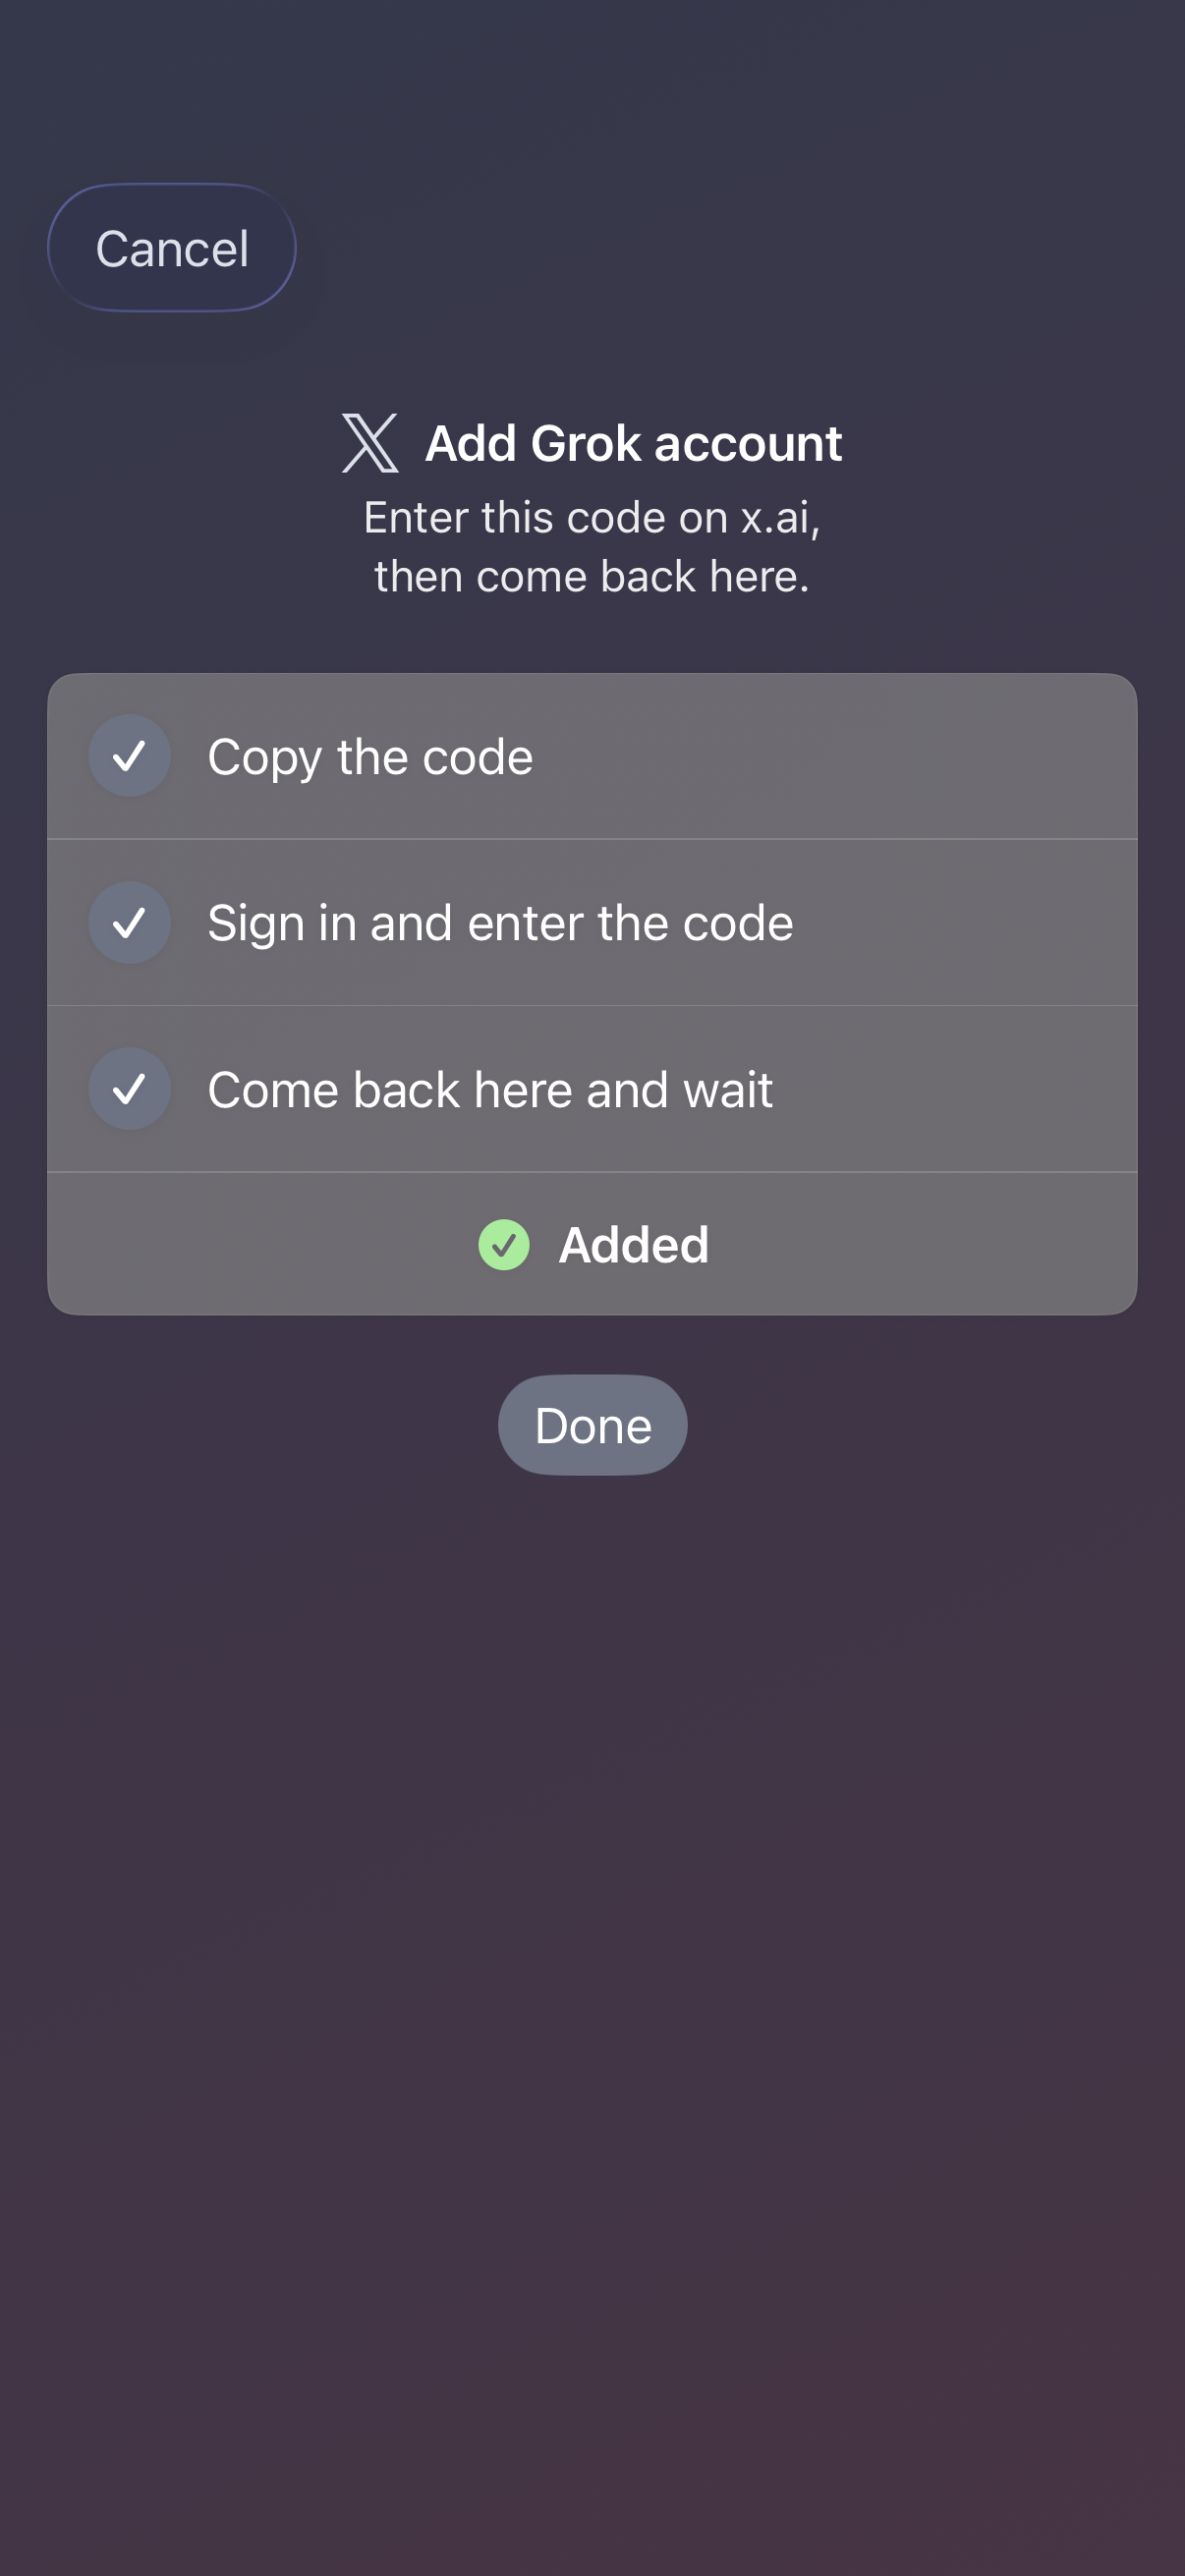 Cancel
Add Grok account
Enter this code on x.ai,
then come back here.
Copy the code
Sign in and enter the code
Come back here and wait
Added
Done